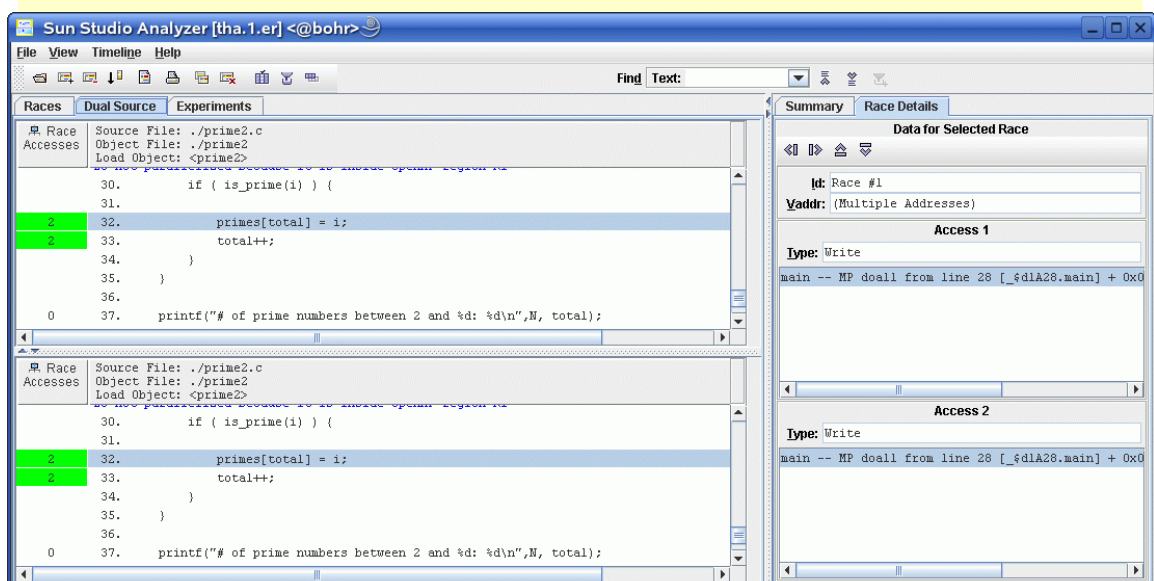 Sun Studio Analyzer [tha.1.er] <@bohr>
File View Timeline Help
Find Text:
Races Dual Source Experiments
Race Accesses
Source File: ./prime2.c
Object File: ./prime2
Load Object: <prime2>
30. if ( is_prime(i) ) {
31.
2 32. primes[total] = i;
2 33. total++;
34. }
35. }
36.
0 37. printf("# of prime numbers between 2 and %d: %d\n",N, total);
Race Accesses
Source File: ./prime2.c
Object File: ./prime2
Load Object: <prime2>
30. if ( is_prime(i) ) {
31.
2 32. primes[total] = i;
2 33. total++;
34. }
35. }
36.
0 37. printf("# of prime numbers between 2 and %d: %d\n",N, total);
Summary Race Details
Data for Selected Race
Id: Race #1
Vaddr: (Multiple Addresses)
Access 1
Type: Write
main -- MP doall from line 28 [_$d1A28.main] + 0x0
Access 2
Type: Write
main -- MP doall from line 28 [_$d1A28.main] + 0x0